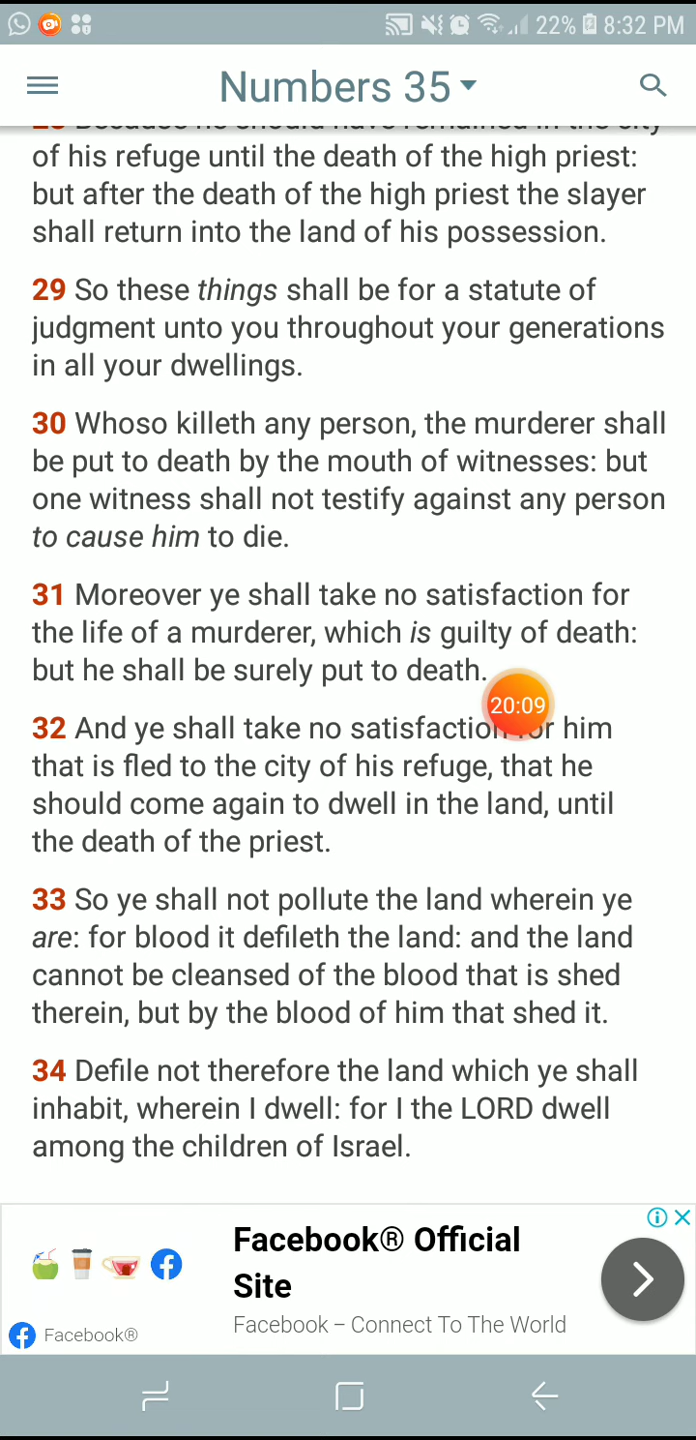 22% 8:32 PM
Numbers 35
28 Because he should have remained in the city
of his refuge until the death of the high priest:
but after the death of the high priest the slayer
shall return into the land of his possession.
29 So these things shall be for a statute of
judgment unto you throughout your generations
in all your dwellings.
30 Whoso killeth any person, the murderer shall
be put to death by the mouth of witnesses: but
one witness shall not testify against any person
to cause him to die.
31 Moreover ye shall take no satisfaction for
the life of a murderer, which is guilty of death:
but he shall be surely put to death.
20:09
32 And ye shall take no satisfaction for him
that is fled to the city of his refuge, that he
should come again to dwell in the land, until
the death of the priest.
33 So ye shall not pollute the land wherein ye
are: for blood it defileth the land: and the land
cannot be cleansed of the blood that is shed
therein, but by the blood of him that shed it.
34 Defile not therefore the land which ye shall
inhabit, wherein I dwell: for I the LORD dwell
among the children of Israel.
Facebook® Official
Site
Facebook – Connect To The World
Facebook®